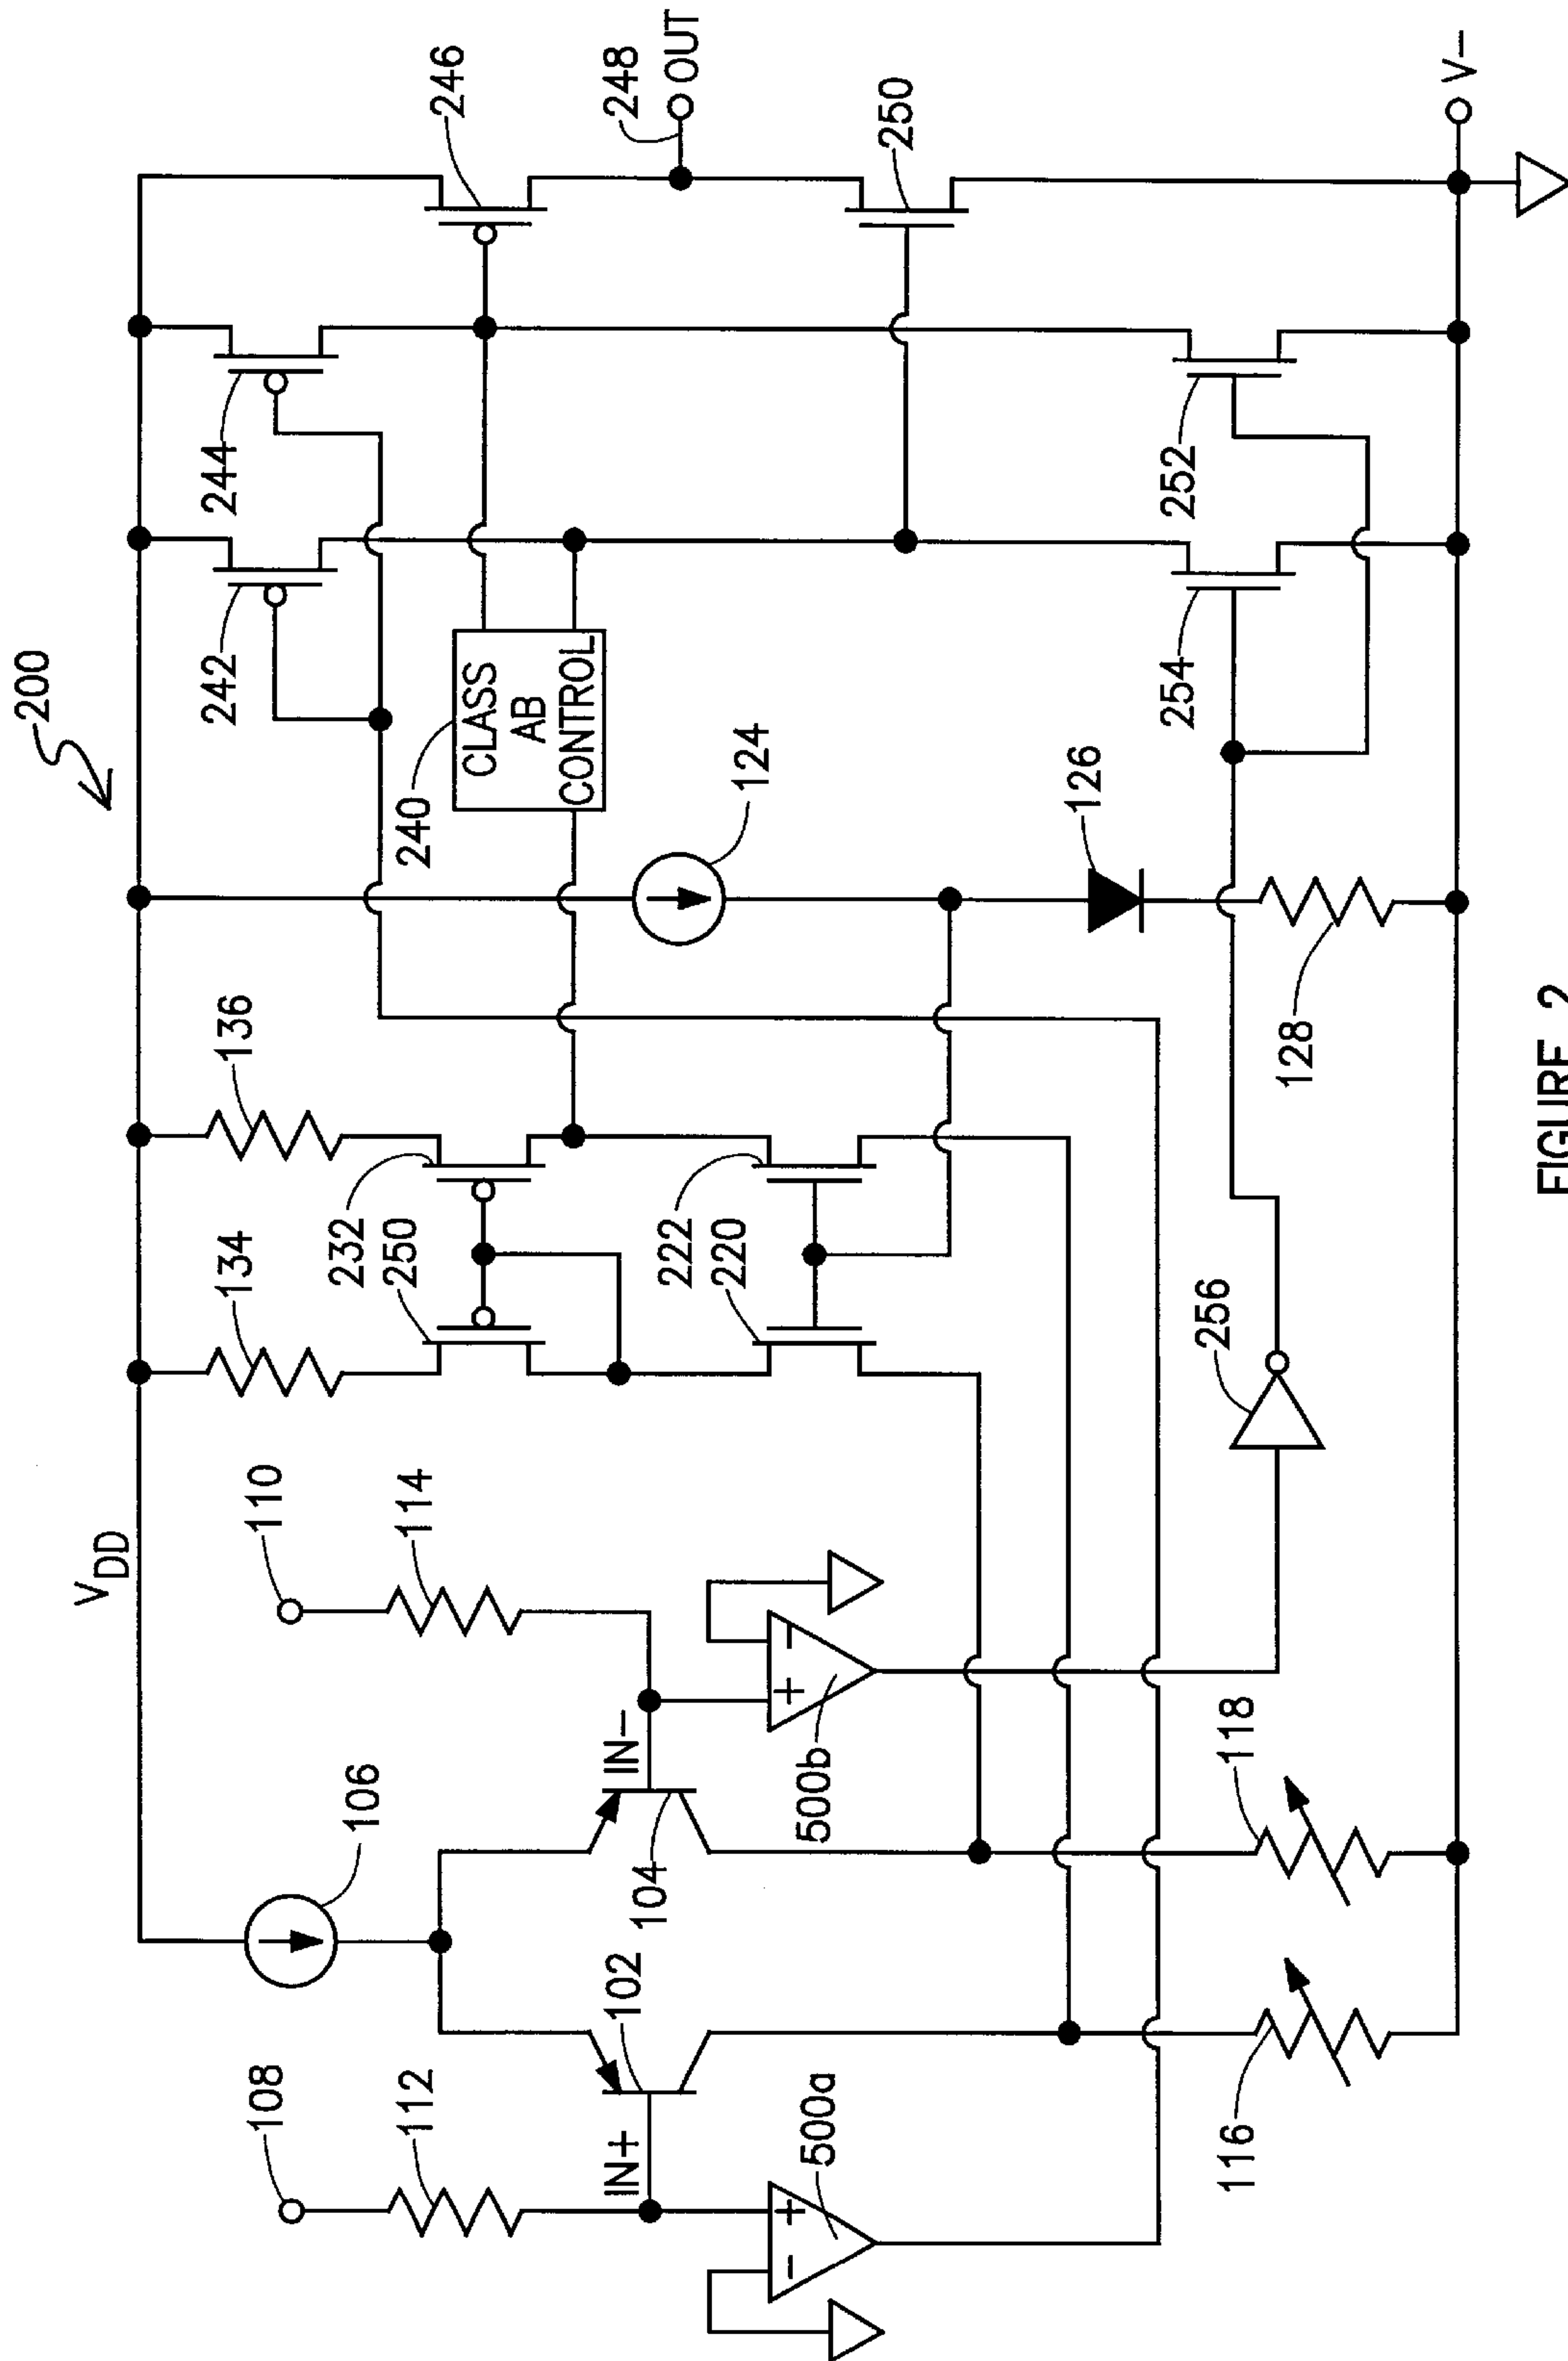 200
V_DD
106
108
112
IN+
102
500a
116
104
IN-
110
114
500b
118
134
136
232
250
222
220
256
240
CLASS
AB
CONTROL
124
126
128
242
244
246
248
OUT
250
254
252
V-
+
-
+
-
FIGURE 2